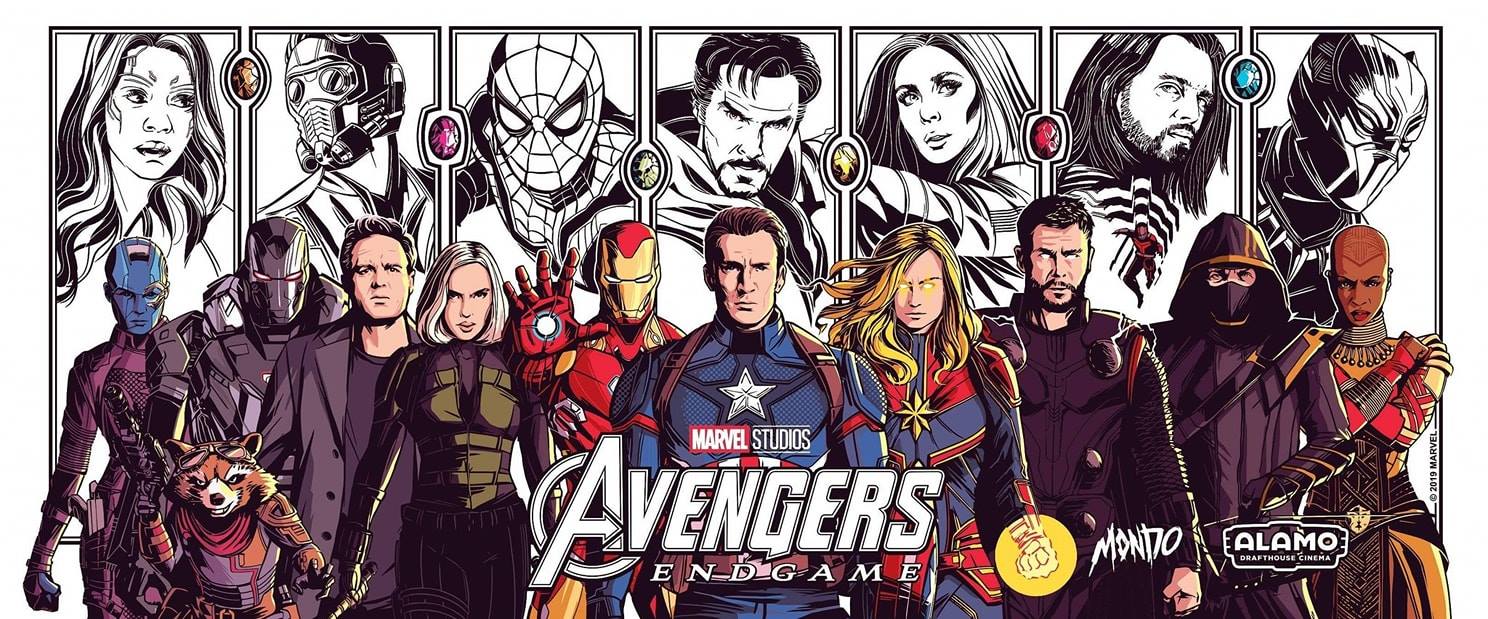 MARVEL STUDIOS
AVENGERS
ENDGAME
MONDO
ALAMO
DRAFTHOUSE CINEMA
© 2019 MARVEL